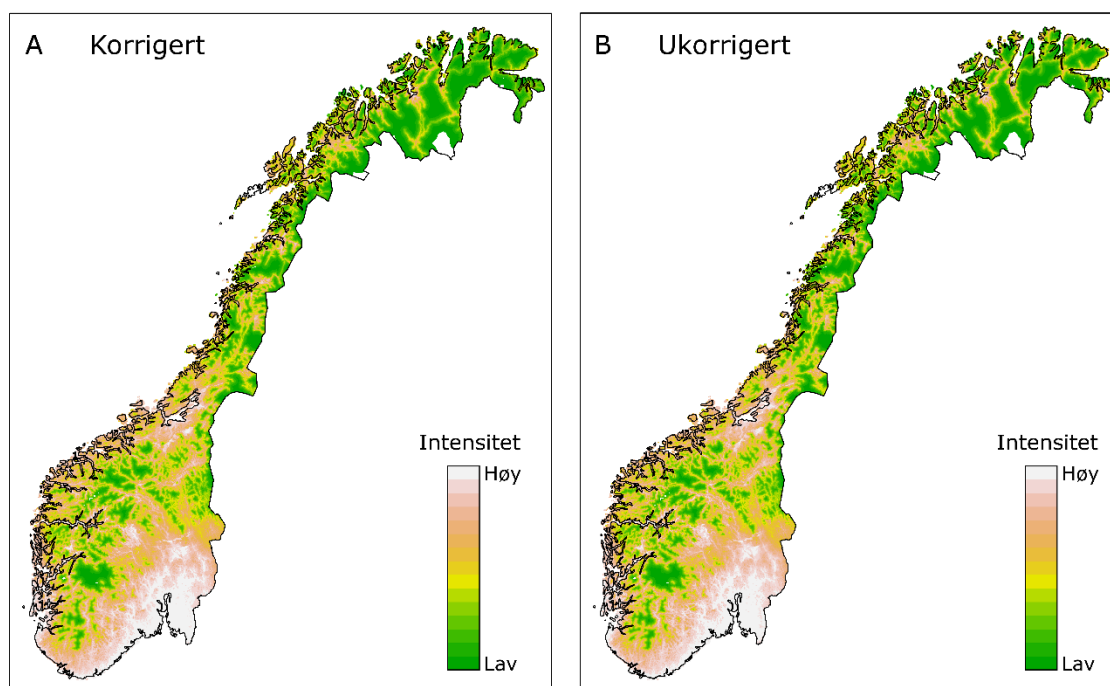 A Korrigert
Intensitet
Høy
Lav
B Ukorrigert
Intensitet
Høy
Lav